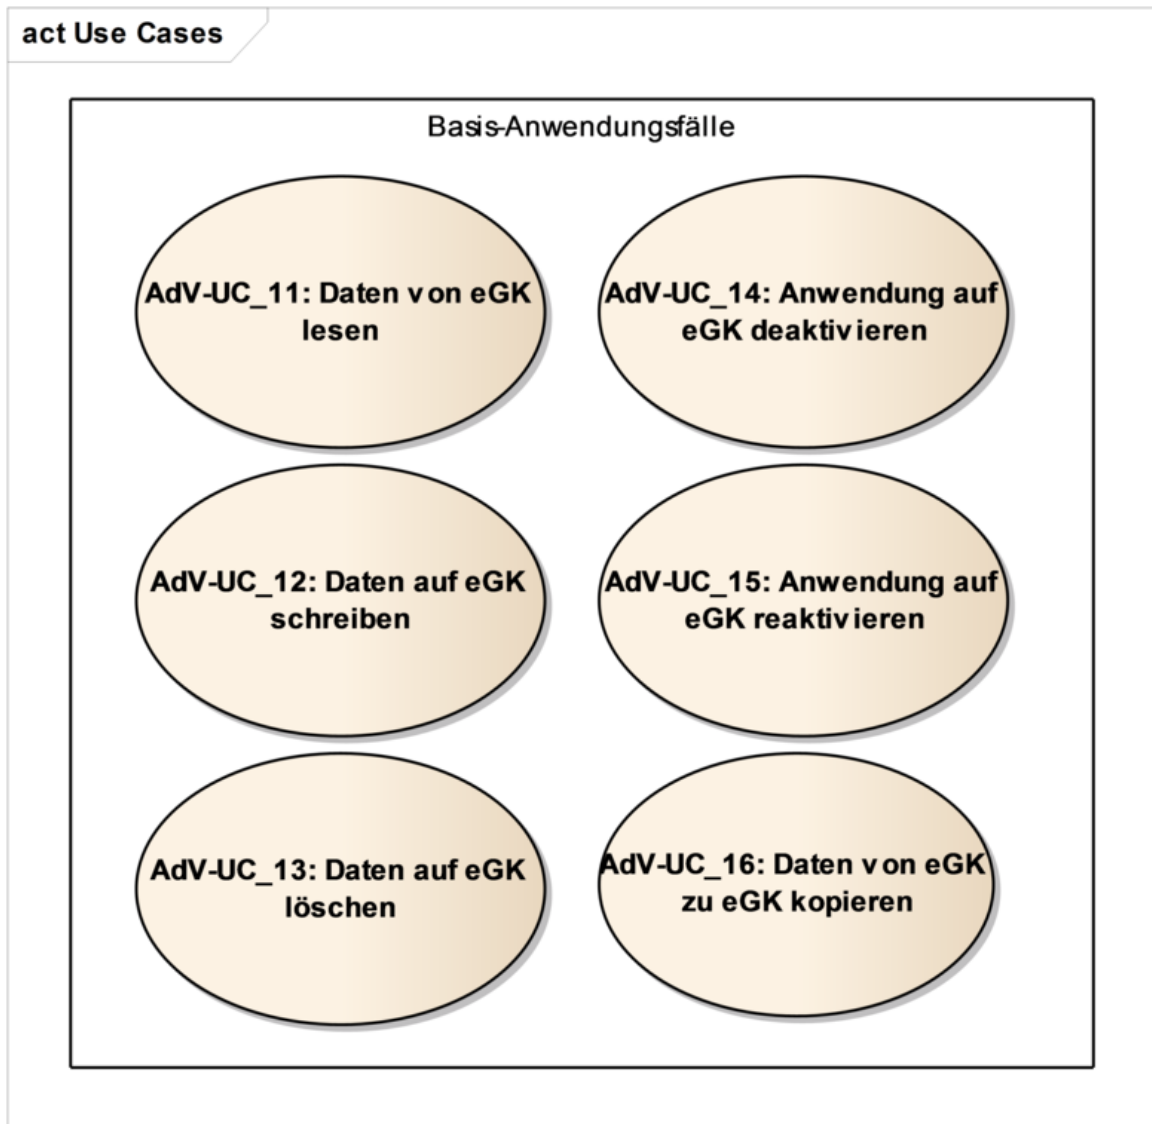 act Use Cases
Basis-Anwendungsfälle
AdV-UC_11: Daten von eGK
lesen
AdV-UC_14: Anwendung auf
eGK deaktivieren
AdV-UC_12: Daten auf eGK
schreiben
AdV-UC_15: Anwendung auf
eGK reaktivieren
AdV-UC_13: Daten auf eGK
löschen
AdV-UC_16: Daten von eGK
zu eGK kopieren